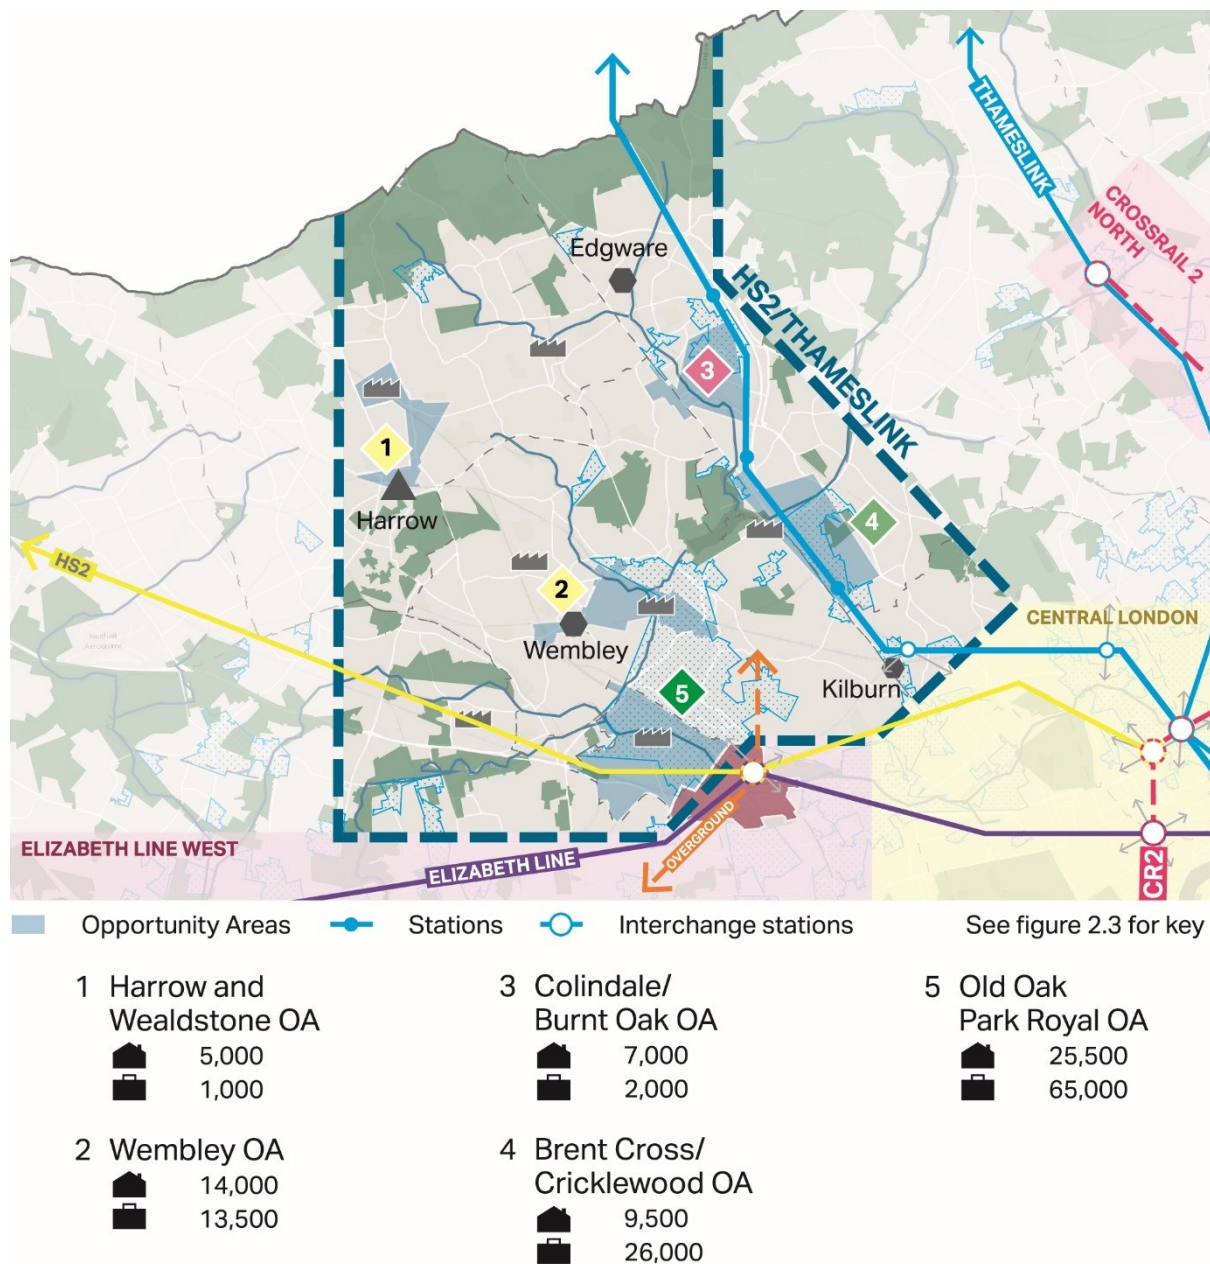 THAMESLINK
CROSSRAIL 2
NORTH
Edgware
HS2/THAMESLINK
3
1
Harrow
4
HS2
2
CENTRAL LONDON
Northolt
Aerodrome
Wembley
5
Kilburn
OVERGROUND
ELIZABETH LINE WEST
ELIZABETH LINE
CR2
Opportunity Areas
Stations
Interchange stations
See figure 2.3 for key
1 Harrow and
Wealdstone OA
5,000
1,000
2 Wembley OA
14,000
13,500
3 Colindale/
Burnt Oak OA
7,000
2,000
4 Brent Cross/
Cricklewood OA
9,500
26,000
5 Old Oak
Park Royal OA
25,500
65,000